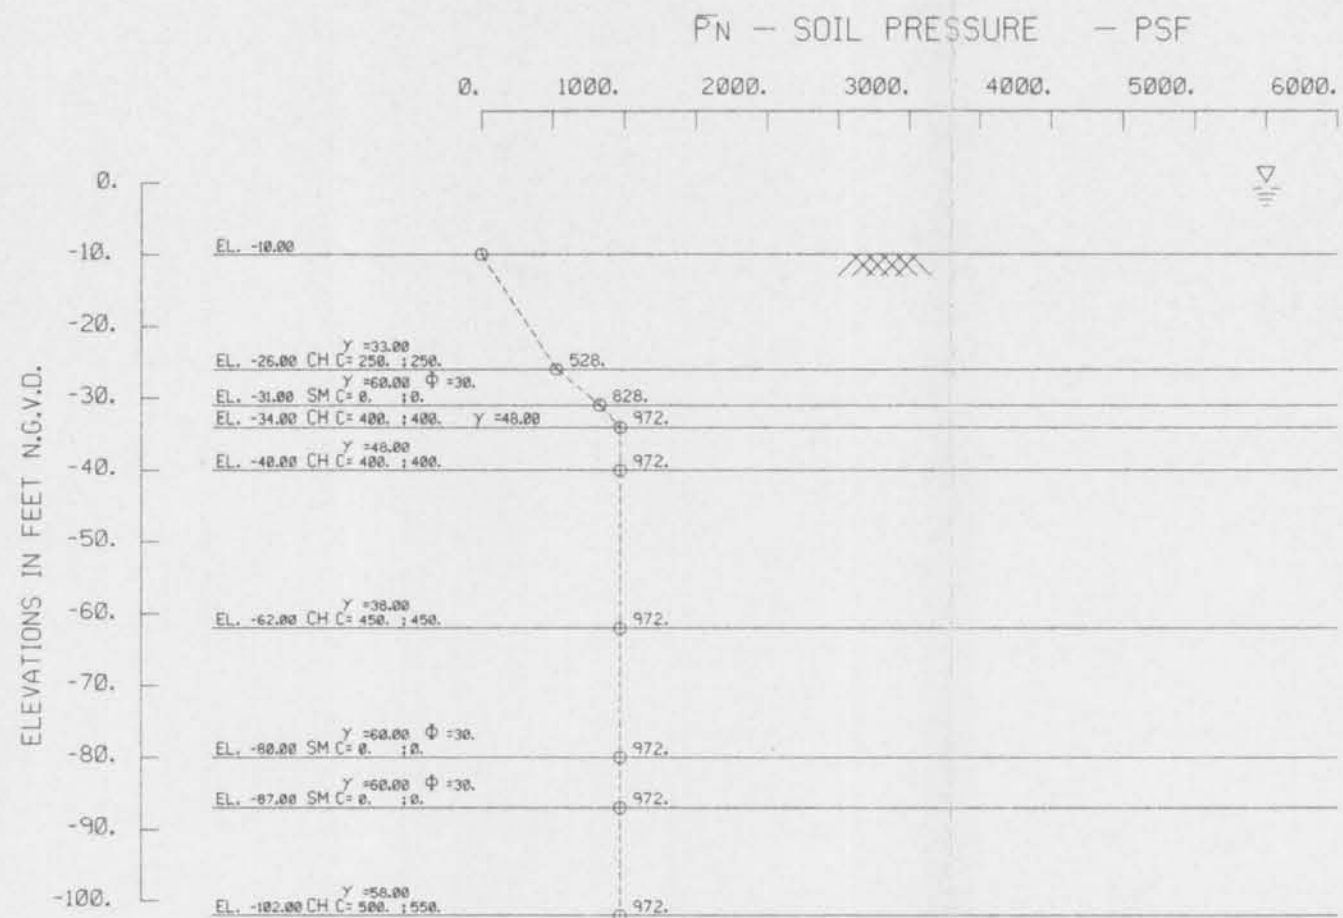 P̄N — SOIL PRESSURE — PSF
0. 1000. 2000. 3000. 4000. 5000. 6000.
ELEVATIONS IN FEET N.G.V.D.
0.
-10.
EL. -10.00
-20.
γ =33.00
EL. -26.00 CH C= 250. ;250. 528.
γ =60.00 Φ =30.
-30.
EL. -31.00 SM C= 0. ;0. 828.
EL. -34.00 CH C= 400. ;400. γ =48.00 972.
γ =48.00
-40.
EL. -40.00 CH C= 400. ;400. 972.
-50.
-60.
γ =38.00
EL. -62.00 CH C= 450. ;450. 972.
-70.
γ =60.00 Φ =30.
-80.
EL. -80.00 SM C= 0. ;0. 972.
γ =60.00 Φ =30.
EL. -87.00 SM C= 0. ;0. 972.
-90.
γ =58.00
-100.
EL. -102.00 CH C= 500. ;550. 972.